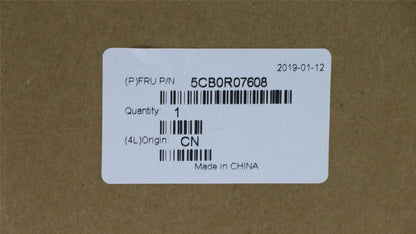 2019-01-12
(P)FRU P/N: 5CB0R07608
Quantity: 1
(4L)Origin: CN
Made in CHINA